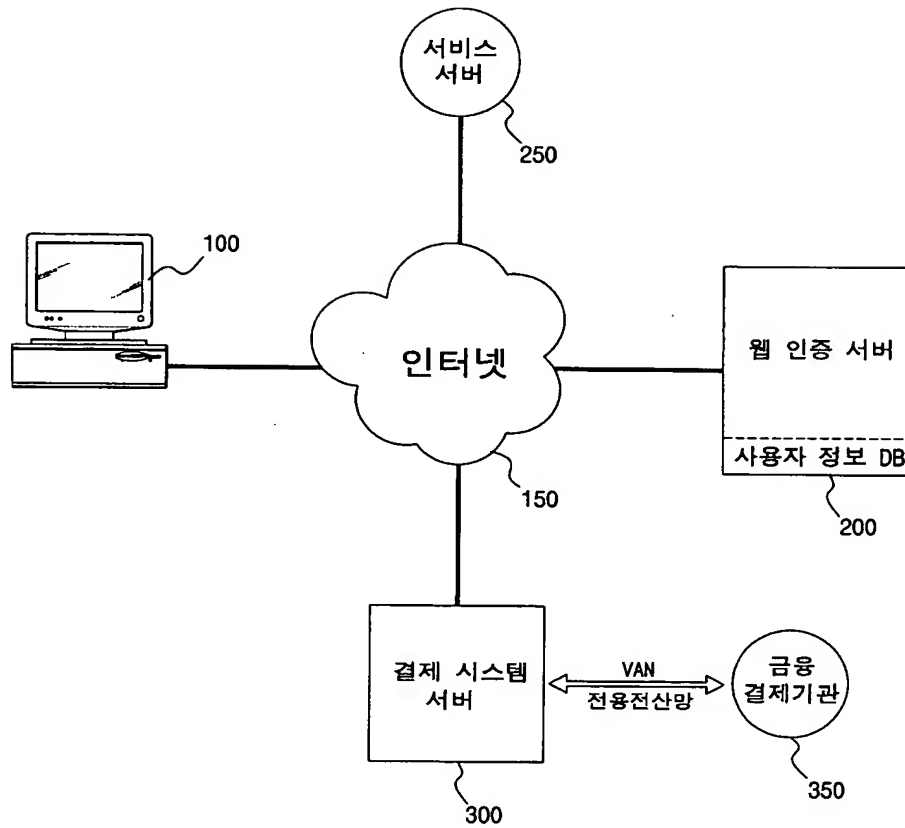 서비스
서버
250
100
인터넷
150
웹 인증 서버
사용자 정보 DB
200
결제 시스템
서버
300
VAN
전용전산망
금융
결제기관
350